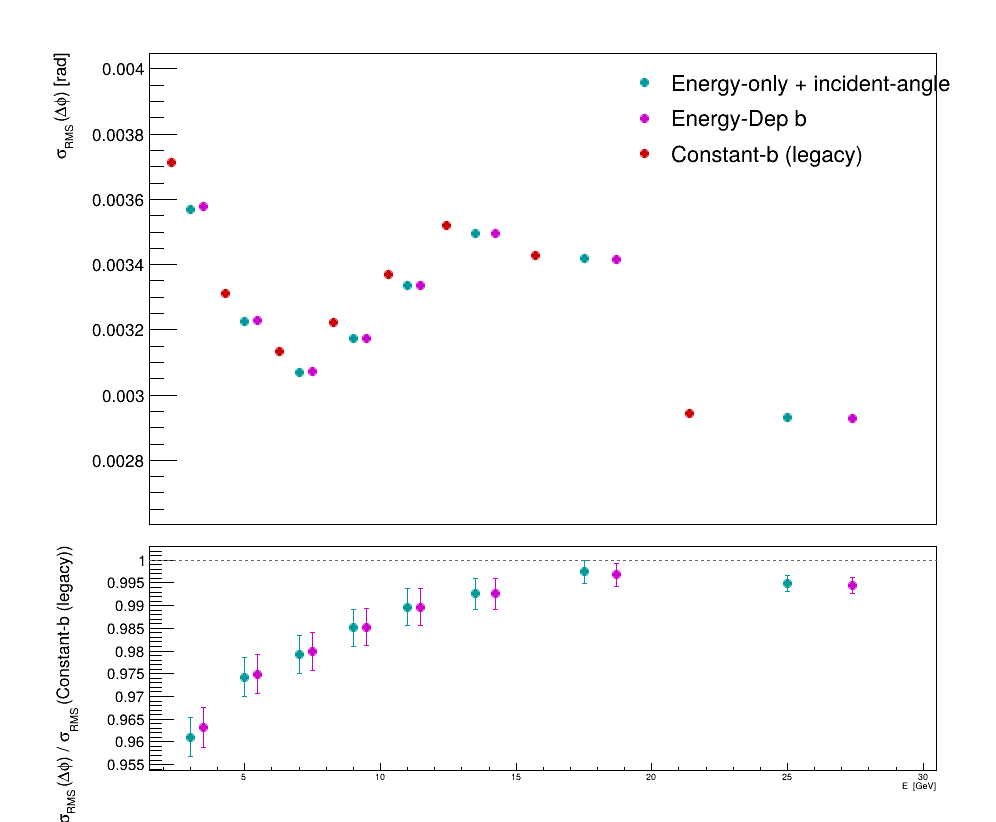 σRMS(Δϕ) [rad]
0.004
0.0038
0.0036
0.0034
0.0032
0.003
0.0028
Energy-only + incident-angle
Energy-Dep b
Constant-b (legacy)
σRMS(Δϕ) / σRMS (Constant-b (legacy))
1
0.995
0.99
0.985
0.98
0.975
0.97
0.965
0.96
0.955
5 10 15 20 25 30
E [GeV]